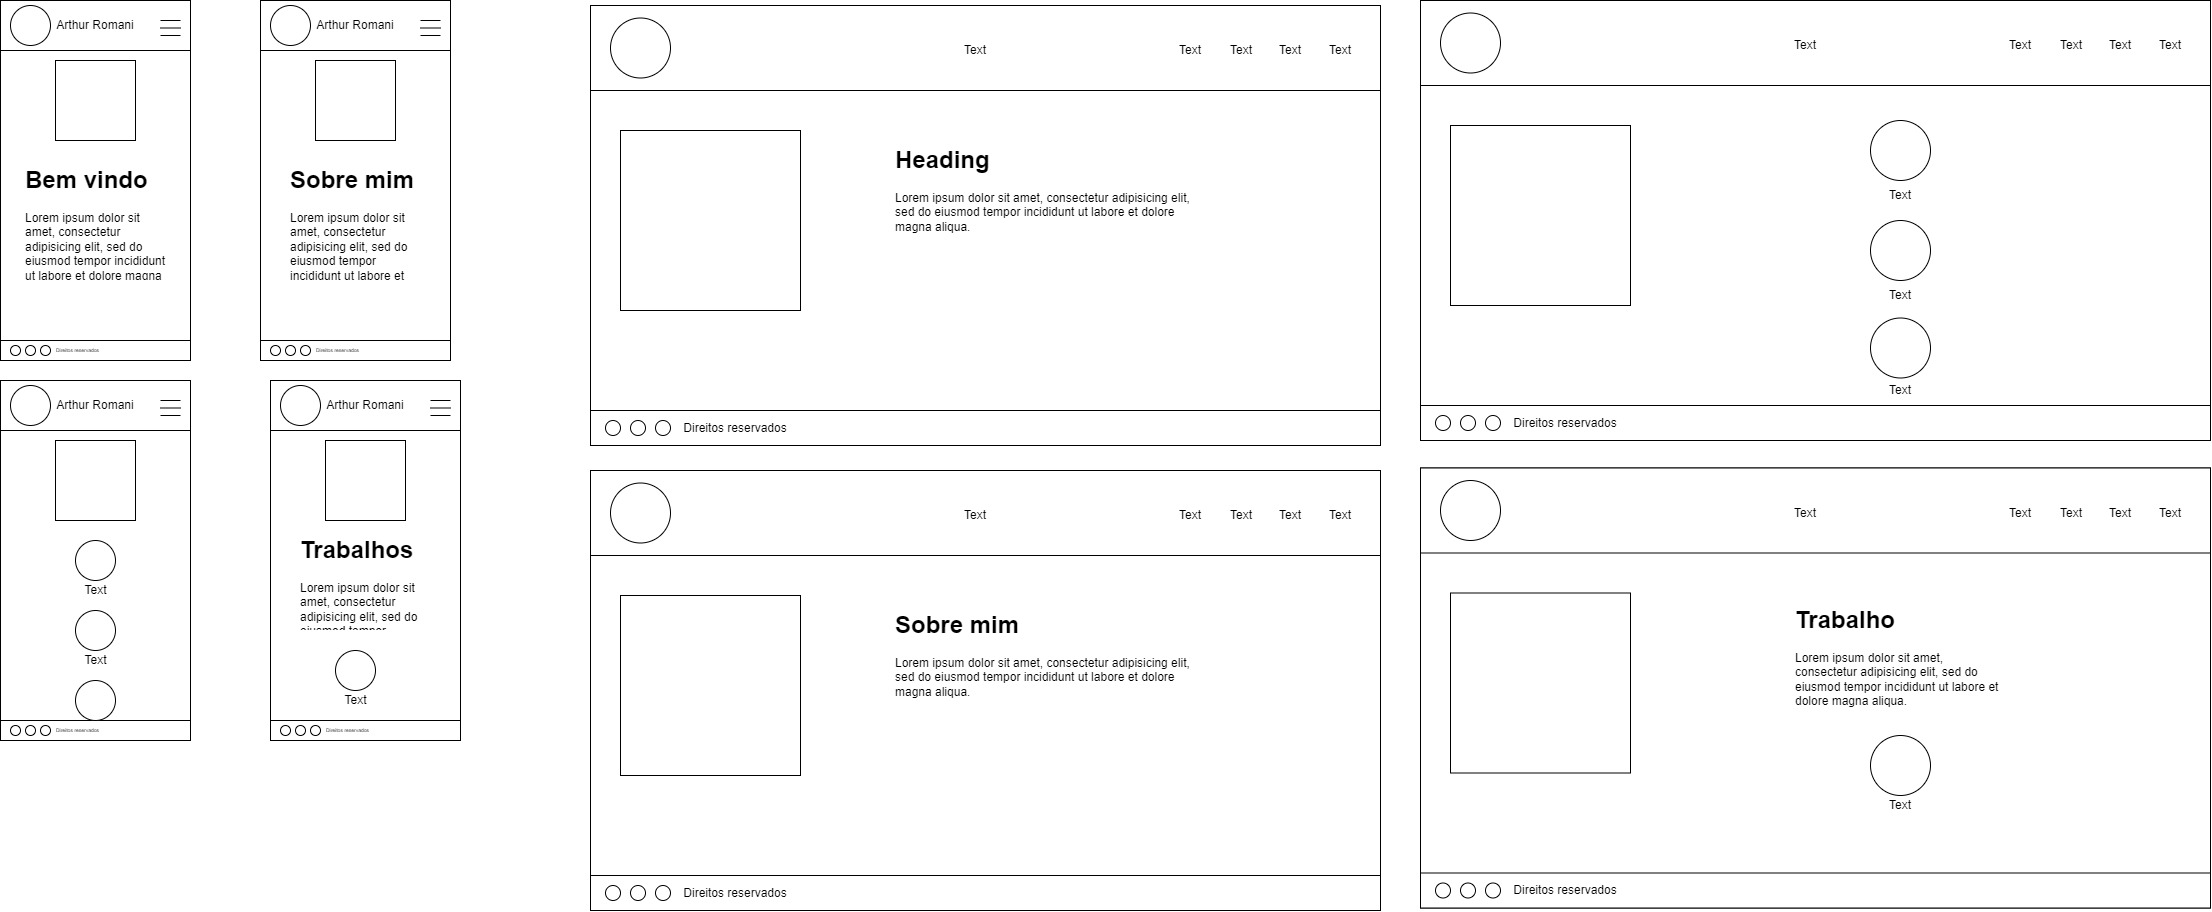 Arthur Romani
Bem vindo
Lorem ipsum dolor sit
amet, consectetur
adipisicing elit, sed do
eiusmod tempor incididunt
ut labore et dolore magna
Direitos reservados
Arthur Romani
Sobre mim
Lorem ipsum dolor sit
amet, consectetur
adipisicing elit, sed do
eiusmod tempor
incididunt ut labore et
Direitos reservados
Arthur Romani
Text
Text
Direitos reservados
Arthur Romani
Trabalhos
Lorem ipsum dolor sit
amet, consectetur
adipisicing elit, sed do
eiusmod tempor
Text
Direitos reservados
Text Text Text Text Text
Heading
Lorem ipsum dolor sit amet, consectetur adipisicing elit,
sed do eiusmod tempor incididunt ut labore et dolore
magna aliqua.
Direitos reservados
Text Text Text Text Text
Text
Text
Text
Direitos reservados
Text Text Text Text Text
Sobre mim
Lorem ipsum dolor sit amet, consectetur adipisicing elit,
sed do eiusmod tempor incididunt ut labore et dolore
magna aliqua.
Direitos reservados
Text Text Text Text Text
Trabalho
Lorem ipsum dolor sit amet,
consectetur adipisicing elit, sed do
eiusmod tempor incididunt ut labore et
dolore magna aliqua.
Text
Direitos reservados